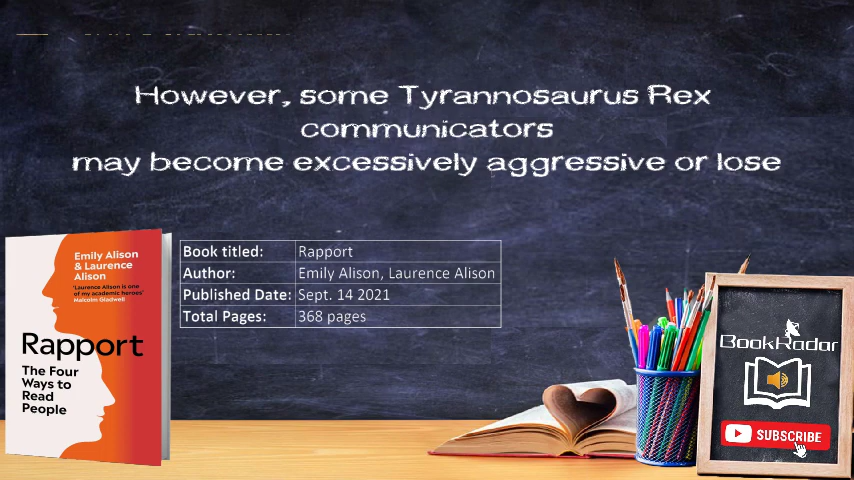 However, some Tyrannosaurus Rex
communicators
may become excessively aggressive or lose
Book titled: Rapport
Author: Emily Alison, Laurence Alison
Published Date: Sept. 14 2021
Total Pages: 368 pages
Emily Alison
& Laurence
Alison
'Laurence Alison is one
of my academic heroes'
Malcolm Gladwell
Rapport
The Four
Ways to
Read
People
BookRadar
SUBSCRIBE